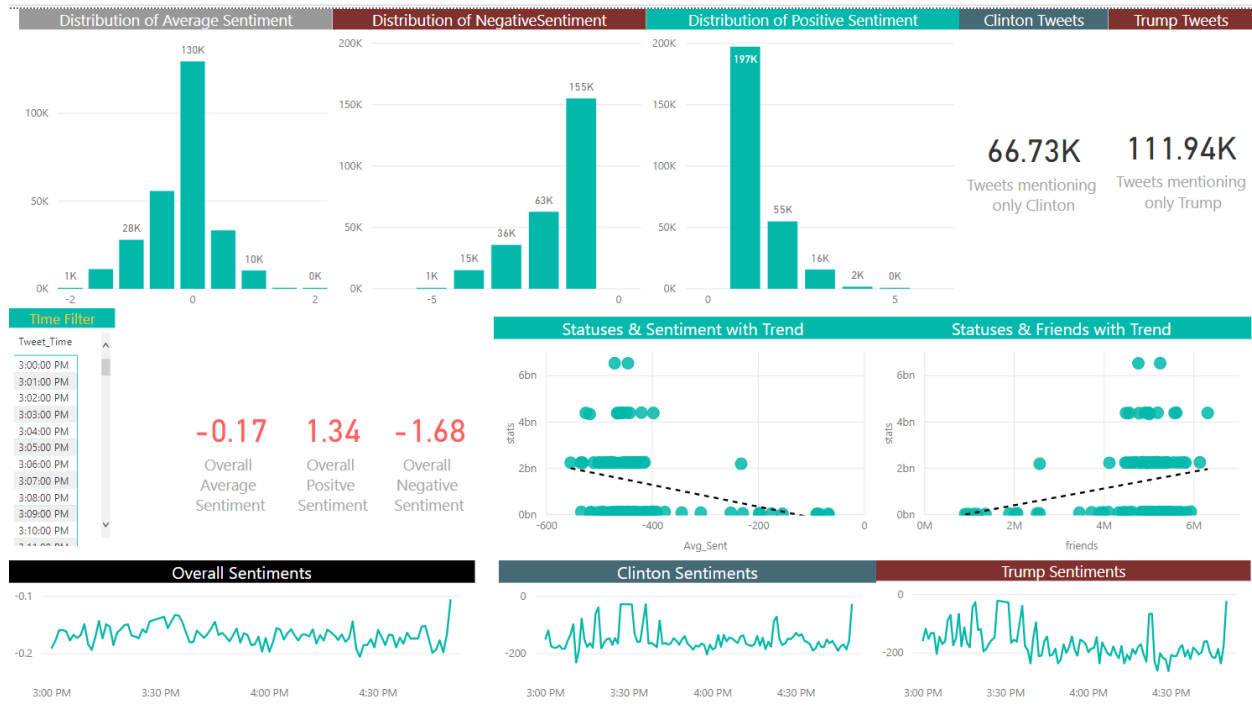 Distribution of Average Sentiment
Distribution of NegativeSentiment
Distribution of Positive Sentiment
Clinton Tweets
Trump Tweets
130K
100K
50K
0K
1K
28K
10K
0K
-2
0
2
200K
150K
100K
50K
0K
1K
15K
36K
63K
155K
-5
0
200K
150K
100K
50K
0K
197K
55K
16K
2K
0K
0
5
66.73K
Tweets mentioning
only Clinton
111.94K
Tweets mentioning
only Trump
TIme Filter
Tweet_Time
3:00:00 PM
3:01:00 PM
3:02:00 PM
3:03:00 PM
3:04:00 PM
3:05:00 PM
3:06:00 PM
3:07:00 PM
3:08:00 PM
3:09:00 PM
3:10:00 PM
-0.17
Overall
Average
Sentiment
1.34
Overall
Positve
Sentiment
-1.68
Overall
Negative
Sentiment
Statuses & Sentiment with Trend
6bn
4bn
2bn
0bn
stats
-600
-400
-200
0
Avg_Sent
Statuses & Friends with Trend
6bn
4bn
2bn
0bn
stats
0M
2M
4M
6M
friends
Overall Sentiments
-0.1
-0.2
3:00 PM
3:30 PM
4:00 PM
4:30 PM
Clinton Sentiments
0
-200
3:00 PM
3:30 PM
4:00 PM
4:30 PM
Trump Sentiments
0
-200
3:00 PM
3:30 PM
4:00 PM
4:30 PM